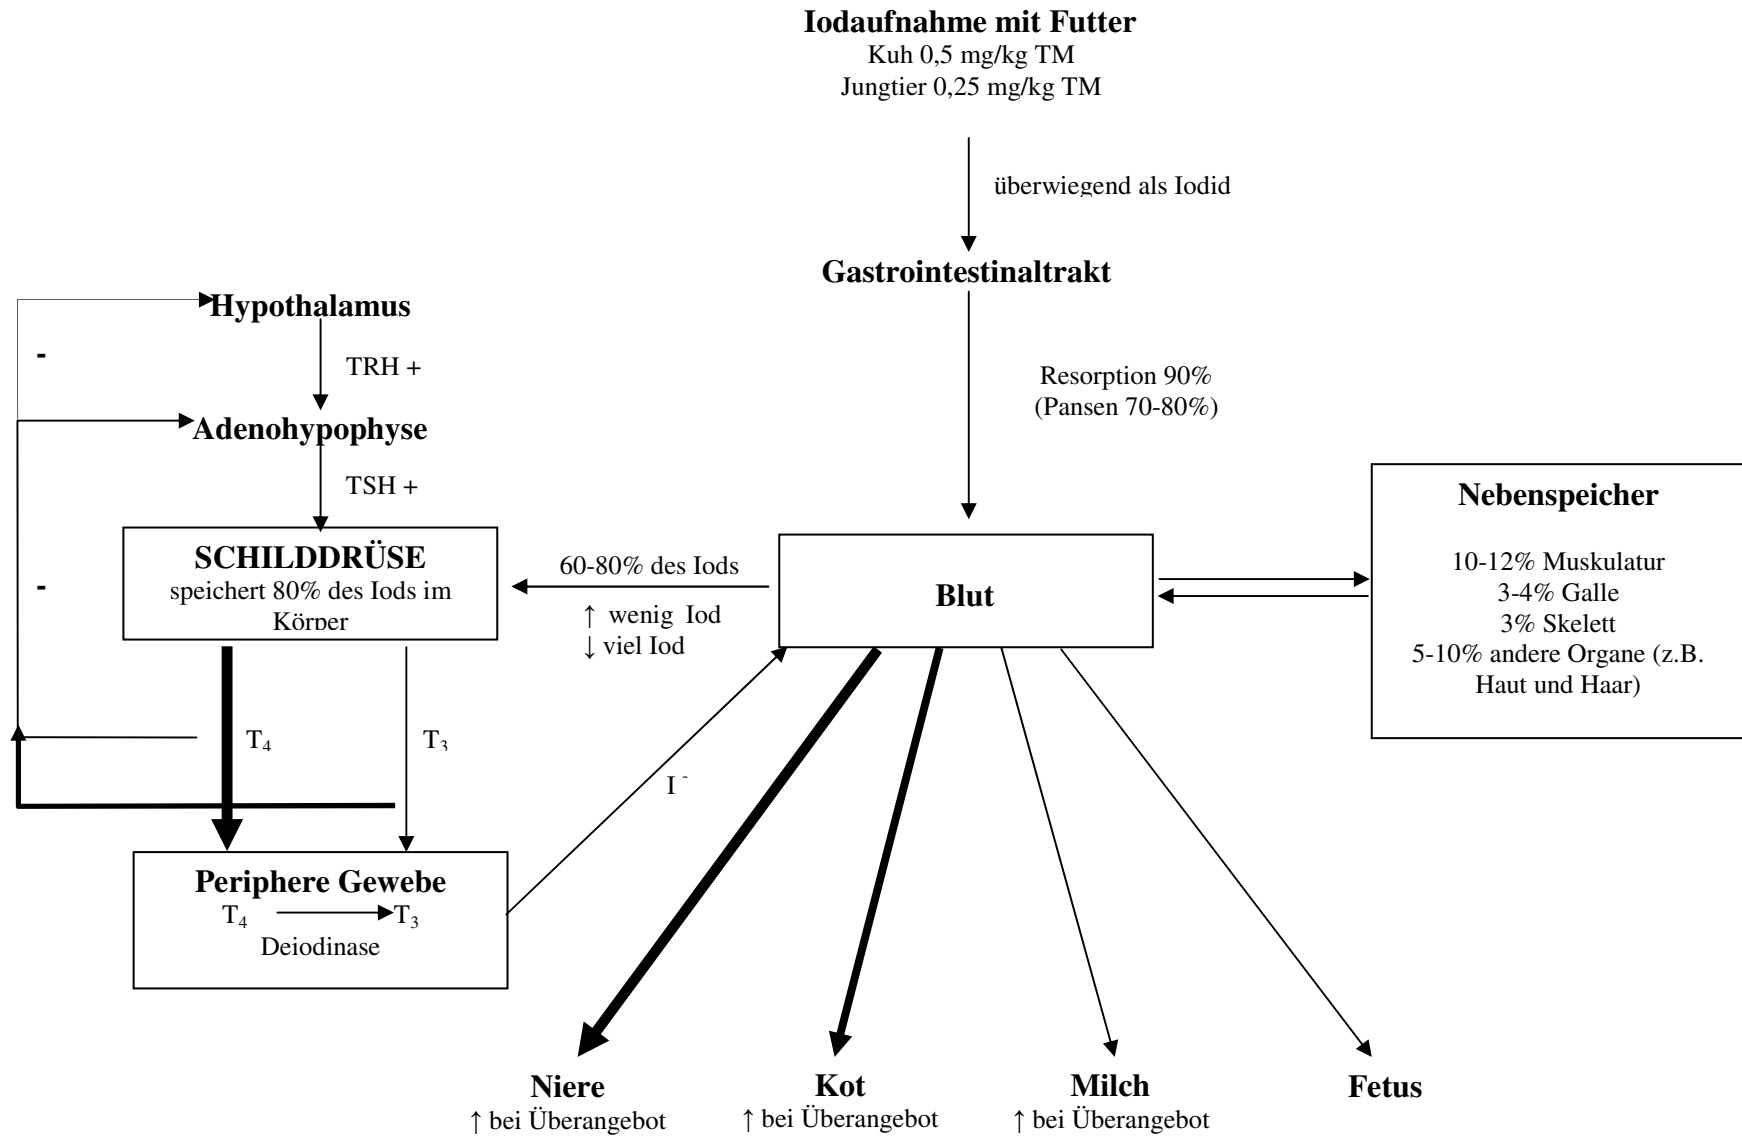 Iodaufnahme mit Futter
Kuh 0,5 mg/kg TM
Jungtier 0,25 mg/kg TM
überwiegend als Iodid
Gastrointestinaltrakt
Hypothalamus
-
TRH +
Resorption 90%
(Pansen 70-80%)
Adenohypophyse
TSH +
Nebenspeicher
10-12% Muskulatur
3-4% Galle
3% Skelett
5-10% andere Organe (z.B.
Haut und Haar)
SCHILDDRÜSE
speichert 80% des Iods im
Körper
-
60-80% des Iods
↑ wenig Iod
↓ viel Iod
Blut
T₄
T₃
I ⁻
Periphere Gewebe
T₄ T₃
Deiodinase
Niere
↑ bei Überangebot
Kot
↑ bei Überangebot
Milch
↑ bei Überangebot
Fetus